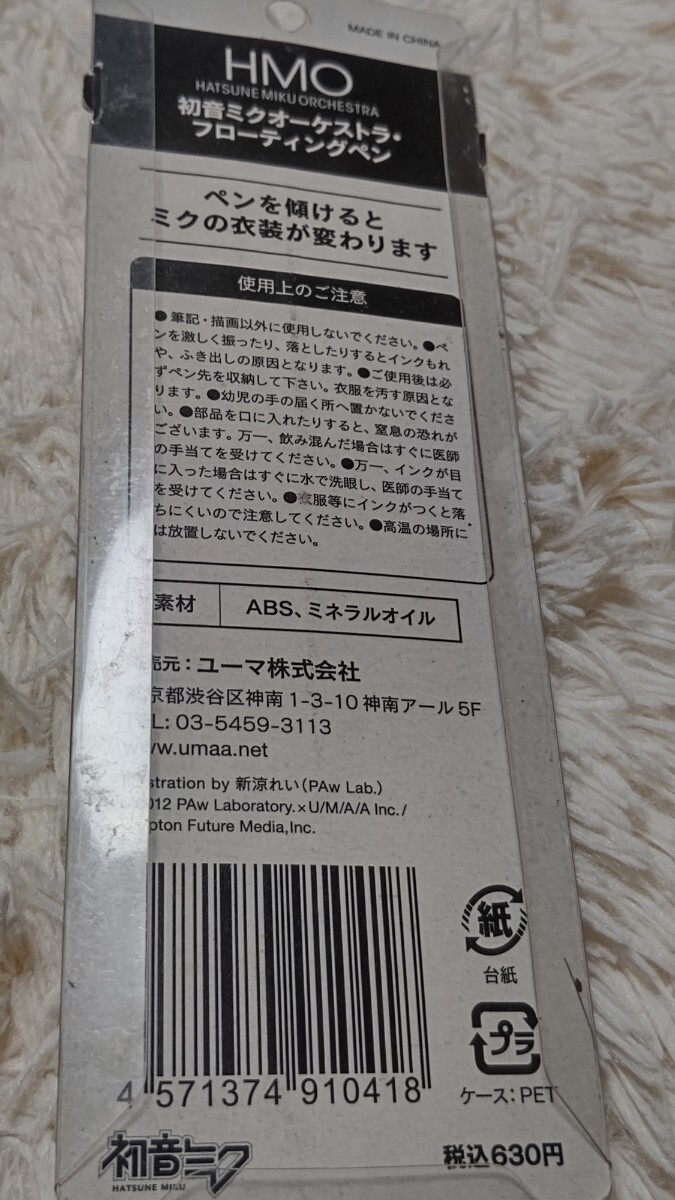 MADE IN CHINA
HMO
HATSUNE MIKU ORCHESTRA
初音ミクオーケストラ・
フローティングペン
ペンを傾けると
ミクの衣装が変わります
使用上のご注意
●筆記・描画以外に使用しないでください。●ペ
ンを激しく振ったり、落としたりするとインクもれ
や、ふき出しの原因となります。●ご使用後は必
ずペン先を収納して下さい。衣服を汚す原因とな
ります。●幼児の手の届く所へ置かないでくださ
い。●部品を口に入れたりすると、窒息の恐れが
ございます。万一、飲み混んだ場合はすぐに医師
の手当てを受けてください。●万一、インクが目
に入った場合はすぐに水で洗眼し、医師の手当て
を受けてください。●衣服等にインクがつくと落
ちにくいので注意してください。●高温の場所に
は放置しないでください。
素材 ABS、ミネラルオイル
売元：ユーマ株式会社
京都渋谷区神南1-3-10 神南アール5F
L: 03-5459-3113
www.umaa.net
stration by 新涼れい（PAw Lab.）
012 PAw Laboratory.×U/M/A/A Inc./
pton Future Media,Inc.
紙
台紙
プラ
ケース：PET
4 571374 910418
初音ミク
HATSUNE MIKU
税込630円